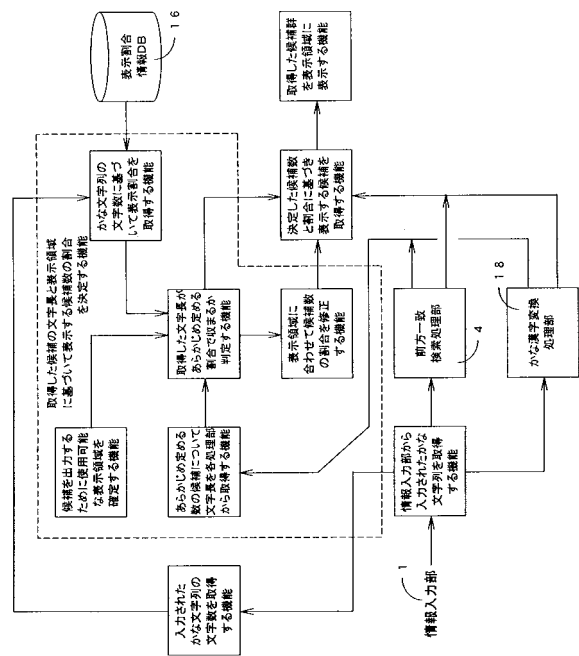 表示割合
情報DB
16
取得した候補の文字長と表示領域
に基づいて表示する候補数の割合
を決定する機能
かな文字列の
文字数に基づ
いて表示割合を
取得する機能
取得した候補群
を表示領域に
表示する機能
決定した候補数
と割合に基づき
表示する候補を
取得する機能
候補を出力する
ために使用可能
な表示領域を
確定する機能
取得した文字長が
あらかじめ定める
割合で収まるか
判定する機能
あらかじめ定める
数の候補について
文字長を各処理部
から取得する機能
表示領域に
合わせて候補数
の割合を修正
する機能
入力された
かな文字列の
文字数を取得
する機能
前方一致
検索処理部
4
かな漢字変換
処理部
18
情報入力部から
入力されたかな
文字列を取得
する機能
情報入力部
1